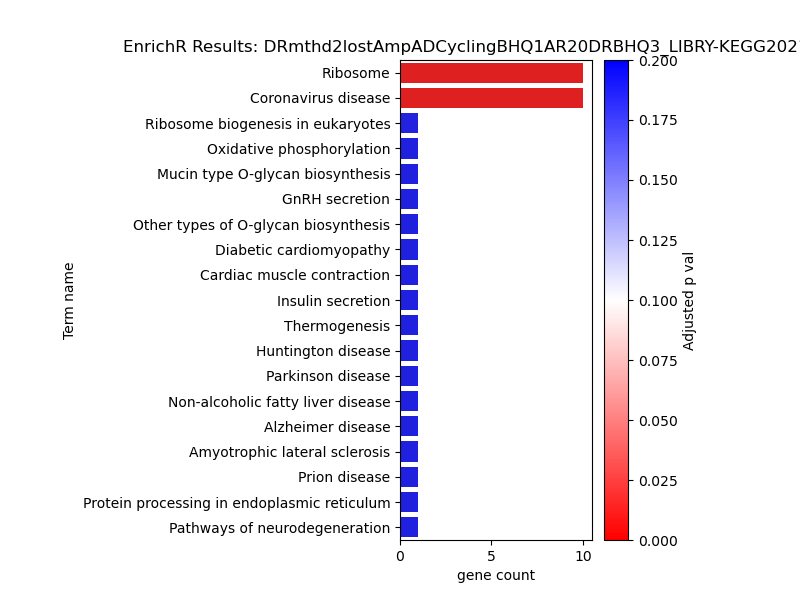 EnrichR Results: DRmthd2lostAmpADCyclingBHQ1AR20DRBHQ3_LIBRY-KEGG202
Ribosome
Coronavirus disease
Ribosome biogenesis in eukaryotes
Oxidative phosphorylation
Mucin type O-glycan biosynthesis
GnRH secretion
Other types of O-glycan biosynthesis
Diabetic cardiomyopathy
Cardiac muscle contraction
Insulin secretion
Thermogenesis
Huntington disease
Parkinson disease
Non-alcoholic fatty liver disease
Alzheimer disease
Amyotrophic lateral sclerosis
Prion disease
Protein processing in endoplasmic reticulum
Pathways of neurodegeneration
Term name
0 5 10
gene count
0.200
0.175
0.150
0.125
0.100
0.075
0.050
0.025
0.000
Adjusted p val